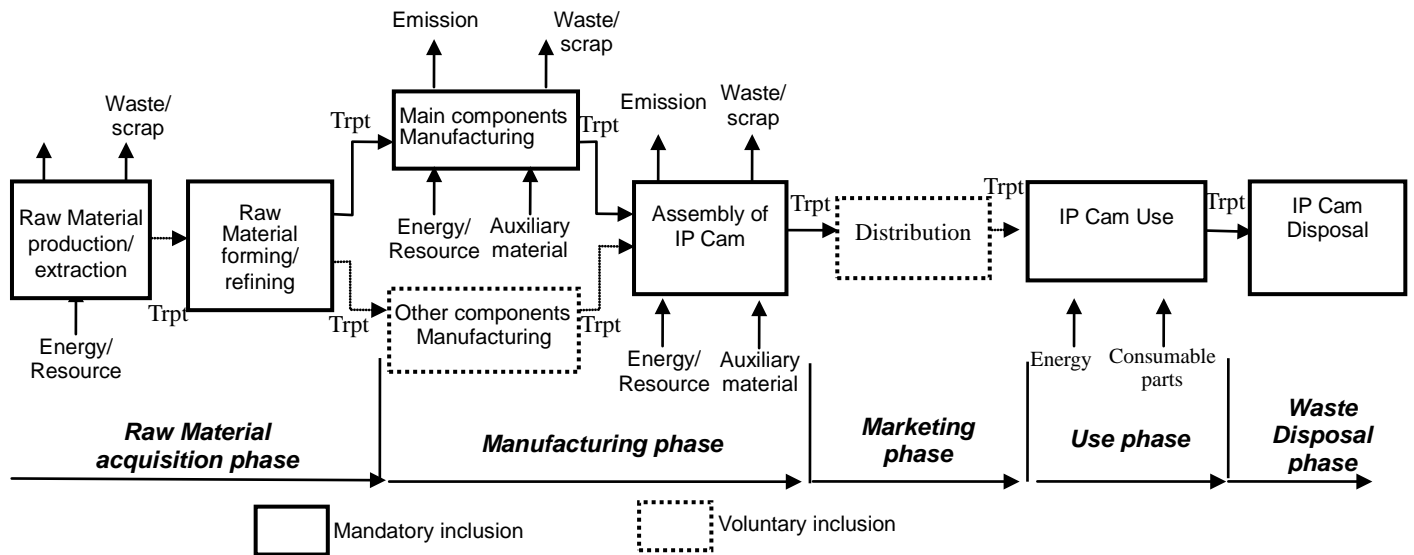 Emission
Waste/
scrap
Waste/
scrap
Trpt
Main components
Manufacturing
Trpt
Emission
Waste/
scrap
Raw Material
production/
extraction
Trpt
Raw
Material
forming/
refining
Energy/
Resource
Auxiliary
material
Assembly of
IP Cam
Trpt
Distribution
Trpt
IP Cam Use
Trpt
IP Cam
Disposal
Energy/
Resource
Trpt
Other components
Manufacturing
Trpt
Energy/
Resource
Auxiliary
material
Energy
Consumable
parts
Raw Material
acquisition phase
Manufacturing phase
Marketing
phase
Use phase
Waste
Disposal
phase
Mandatory inclusion
Voluntary inclusion